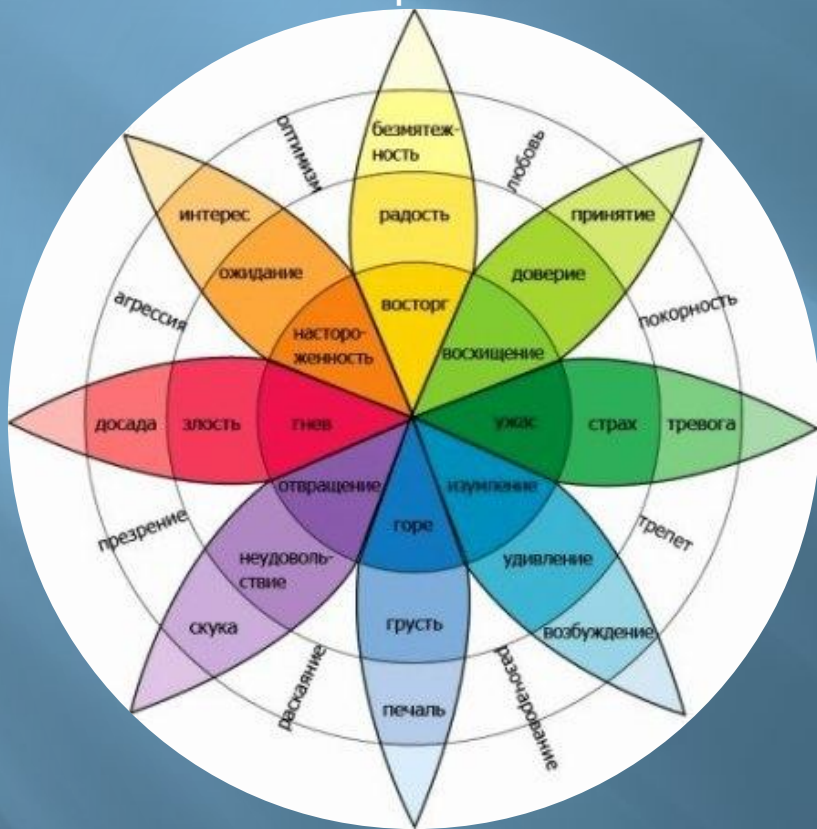 безмятеж-
ность
оптимизм
любовь
интерес
радость
принятие
ожидание
доверие
агрессия
восторг
покорность
насторо-
женность
восхищение
досада
злость
гнев
ужас
страх
тревога
отвращение
изумление
презрение
горе
трепет
неудоволь-
ствие
удивление
скука
грусть
возбуждение
раскаяние
разочарование
печаль